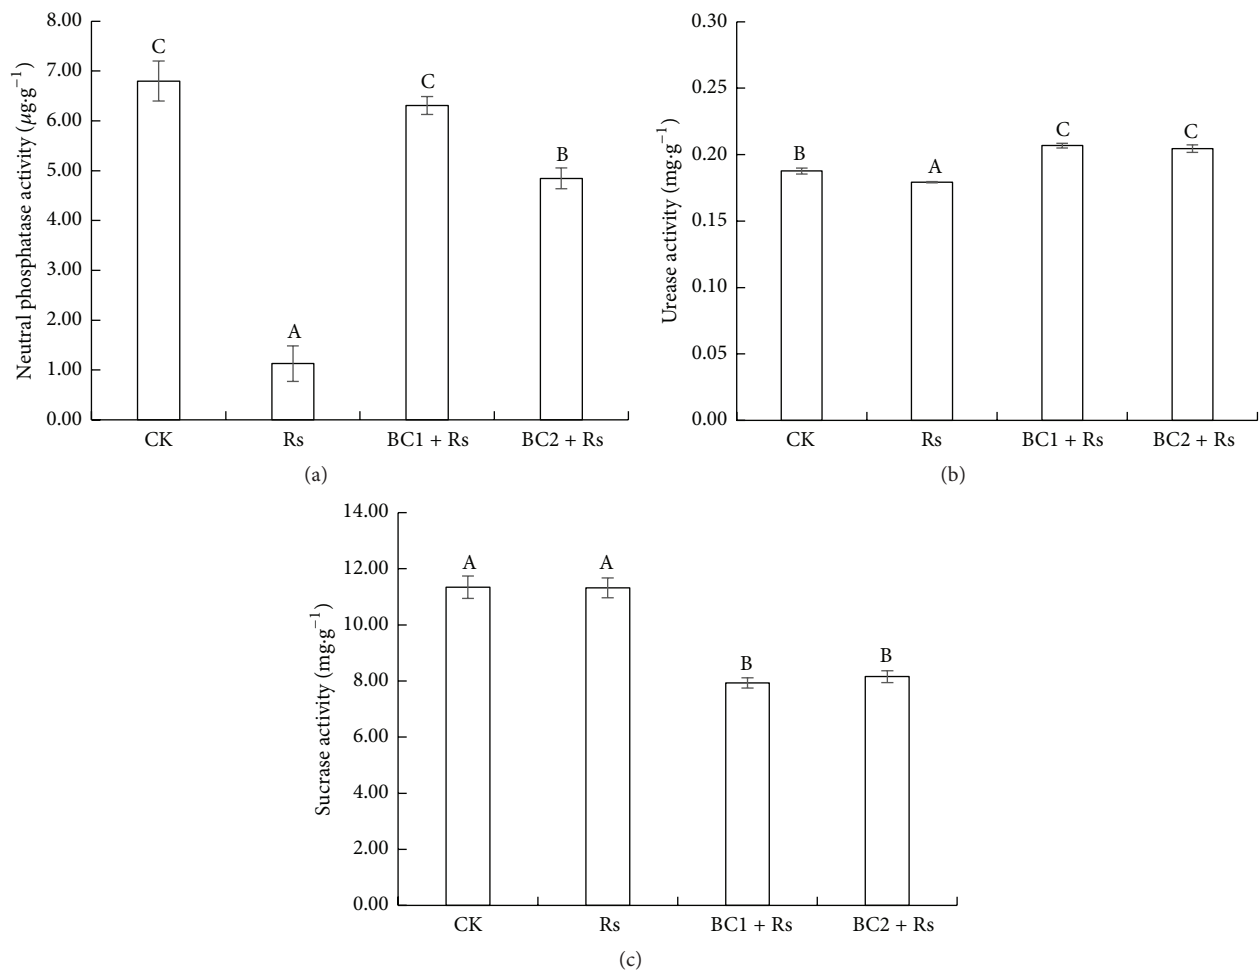 8.00
7.00
6.00
5.00
4.00
3.00
2.00
1.00
0.00
Neutral phosphatase activity (μg·g⁻¹)
C
A
C
B
CK Rs BC1 + Rs BC2 + Rs
(a)
0.30
0.25
0.20
0.15
0.10
0.05
0.00
Urease activity (mg·g⁻¹)
B
A
C
C
CK Rs BC1 + Rs BC2 + Rs
(b)
14.00
12.00
10.00
8.00
6.00
4.00
2.00
0.00
Sucrase activity (mg·g⁻¹)
A
A
B
B
CK Rs BC1 + Rs BC2 + Rs
(c)